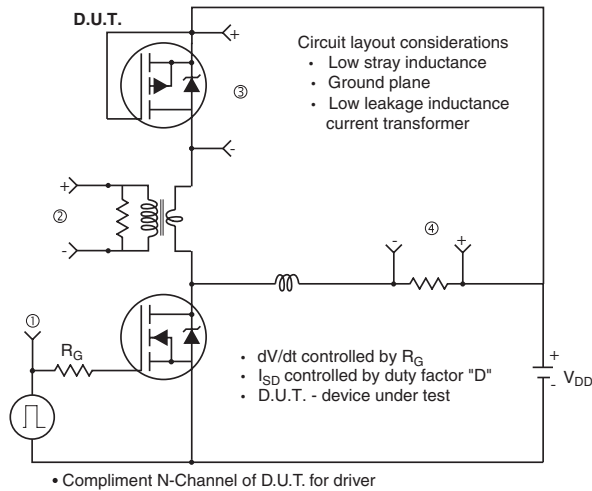 D.U.T.
+
Circuit layout considerations
• Low stray inductance
• Ground plane
• Low leakage inductance
current transformer
③
-
+
②
-
④
- +
①
R_G
• dV/dt controlled by R_G
• I_SD controlled by duty factor "D"
• D.U.T. - device under test
+
V_DD
-
• Compliment N-Channel of D.U.T. for driver